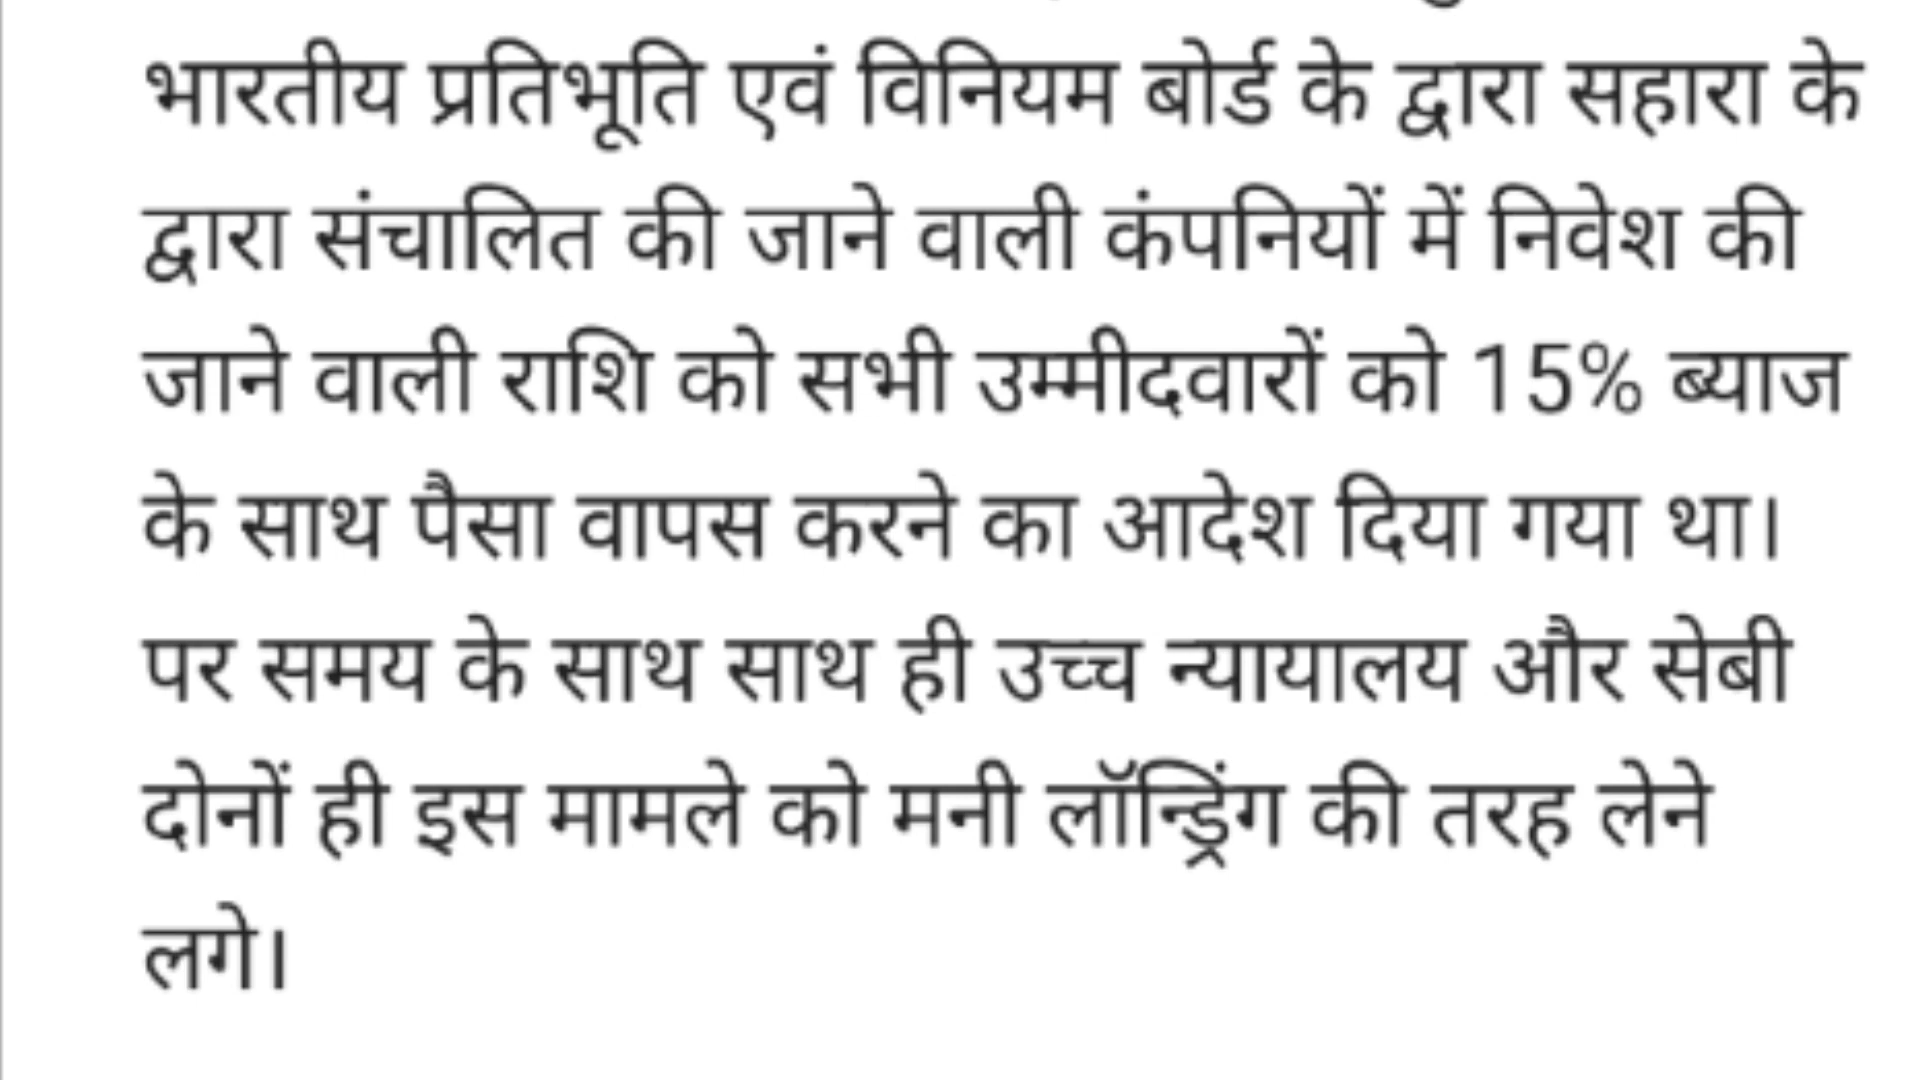 भारतीय प्रतिभूति एवं विनियम बोर्ड के द्वारा सहारा के
द्वारा संचालित की जाने वाली कंपनियों में निवेश की
जाने वाली राशि को सभी उम्मीदवारों को 15% ब्याज
के साथ पैसा वापस करने का आदेश दिया गया था।
पर समय के साथ साथ ही उच्च न्यायालय और सेबी
दोनों ही इस मामले को मनी लॉन्ड्रिंग की तरह लेने
लगे।